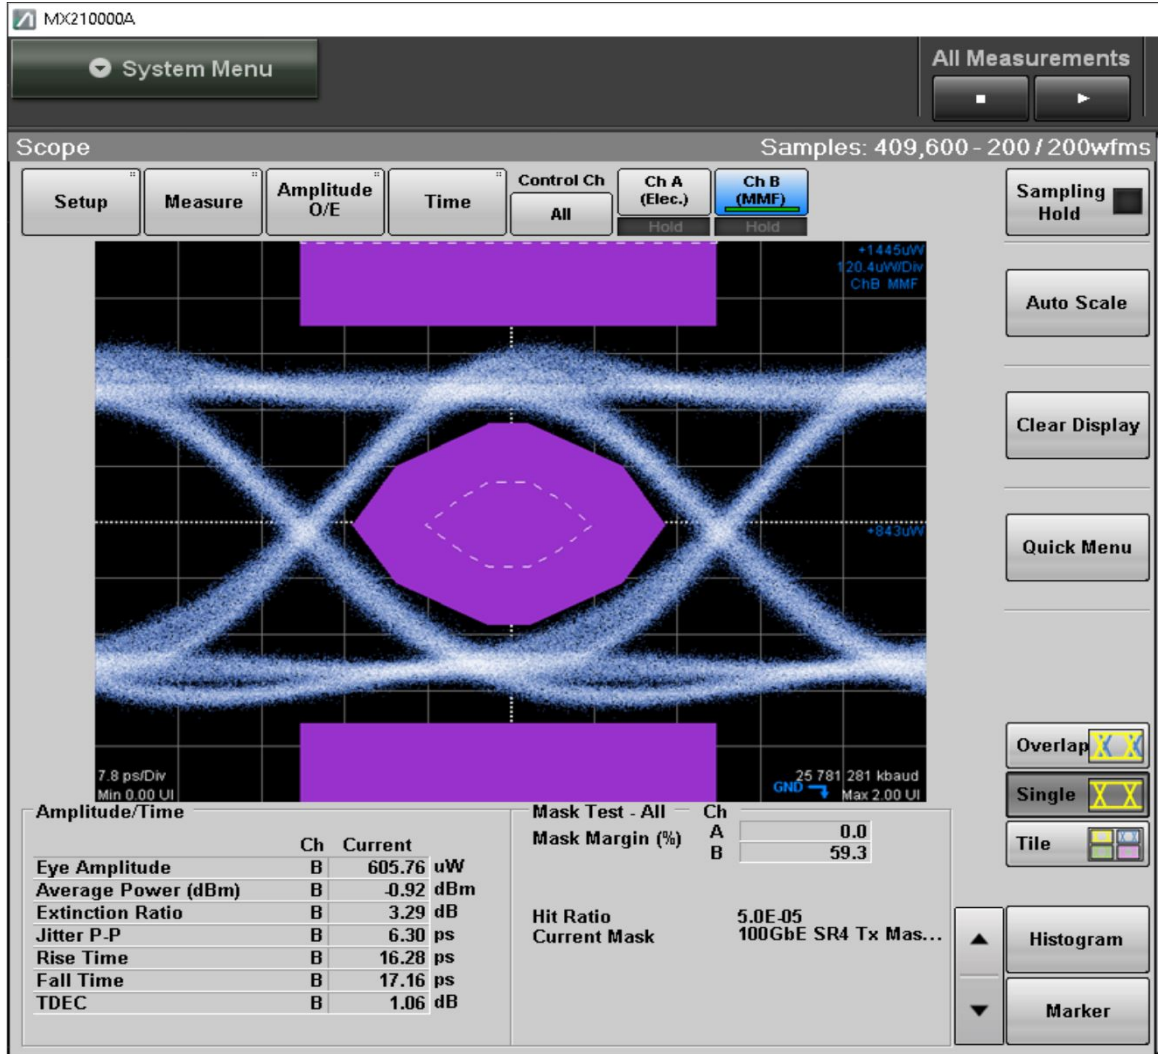 MX210000A
System Menu
All Measurements
Scope
Samples: 409,600 - 200 / 200wfms
Setup
Measure
Amplitude
O/E
Time
Control Ch
All
Ch A
(Elec.)
Hold
Ch B
(MMF)
Hold
Sampling
Hold
+1445uW
120.4uW/Div
ChB MMF
Auto Scale
Clear Display
+843uW
Quick Menu
7.8 ps/Div
Min 0.00 UI
25 781 281 kbaud
GND
Max 2.00 UI
Overlap
Single
Tile
Amplitude/Time
Ch Current
Eye Amplitude B 605.76 uW
Average Power (dBm) B -0.92 dBm
Extinction Ratio B 3.29 dB
Jitter P-P B 6.30 ps
Rise Time B 16.28 ps
Fall Time B 17.16 ps
TDEC B 1.06 dB
Mask Test - All Ch
Mask Margin (%) A 0.0
B 59.3
Hit Ratio 5.0E-05
Current Mask 100GbE SR4 Tx Mas...
Histogram
Marker